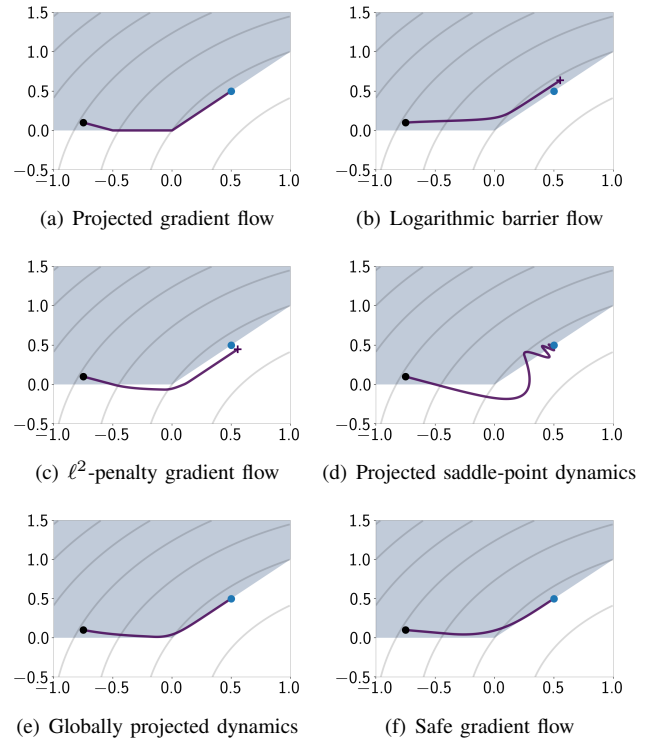 1.5
1.0
0.5
0.0
−0.5
−1.0 −0.5 0.0 0.5 1.0
(a) Projected gradient flow
1.5
1.0
0.5
0.0
−0.5
−1.0 −0.5 0.0 0.5 1.0
(b) Logarithmic barrier flow
1.5
1.0
0.5
0.0
−0.5
−1.0 −0.5 0.0 0.5 1.0
(c) ℓ²-penalty gradient flow
1.5
1.0
0.5
0.0
−0.5
−1.0 −0.5 0.0 0.5 1.0
(d) Projected saddle-point dynamics
1.5
1.0
0.5
0.0
−0.5
−1.0 −0.5 0.0 0.5 1.0
(e) Globally projected dynamics
1.5
1.0
0.5
0.0
−0.5
−1.0 −0.5 0.0 0.5 1.0
(f) Safe gradient flow